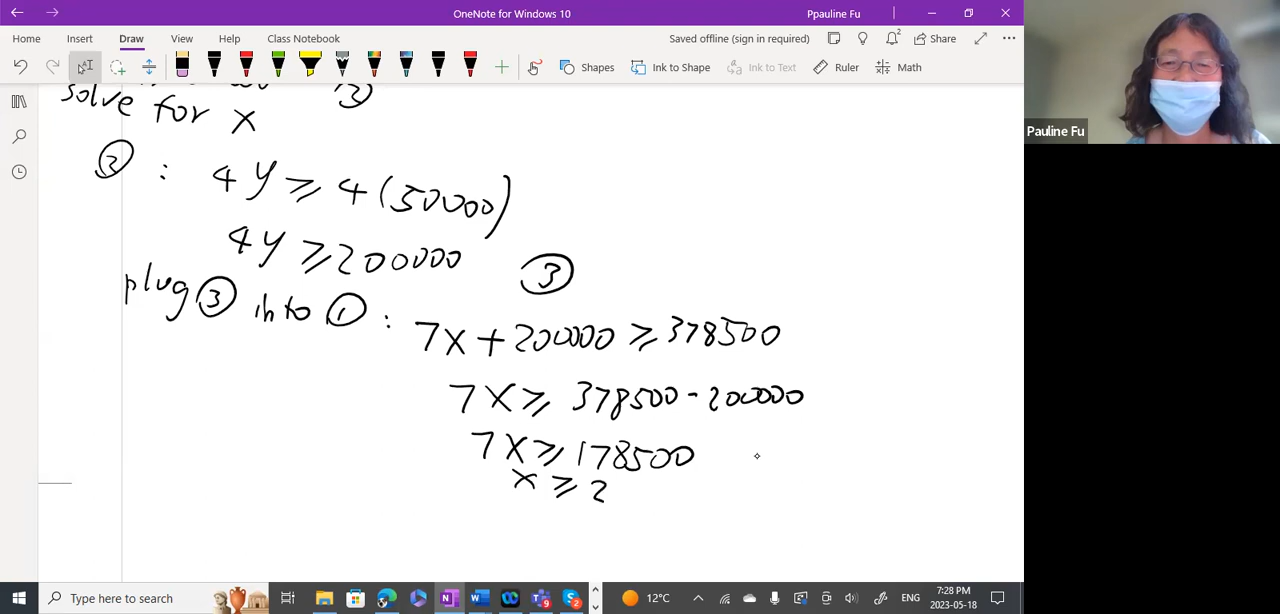 OneNote for Windows 10
Ppauline Fu
Home Insert Draw View Help Class Notebook
Saved offline (sign in required)
Share
Shapes
Ink to Shape
Ink to Text
Ruler
Math
Pauline Fu
solve for x
② : 4y ≥ 4(50000)
4y ≥ 200000 ③
plug ③ into ① : 7x + 200000 ≥ 378500
7x ≥ 378500 - 200000
7x ≥ 178500
x ≥ 2
Type here to search
12°C
ENG
7:28 PM
2023-05-18